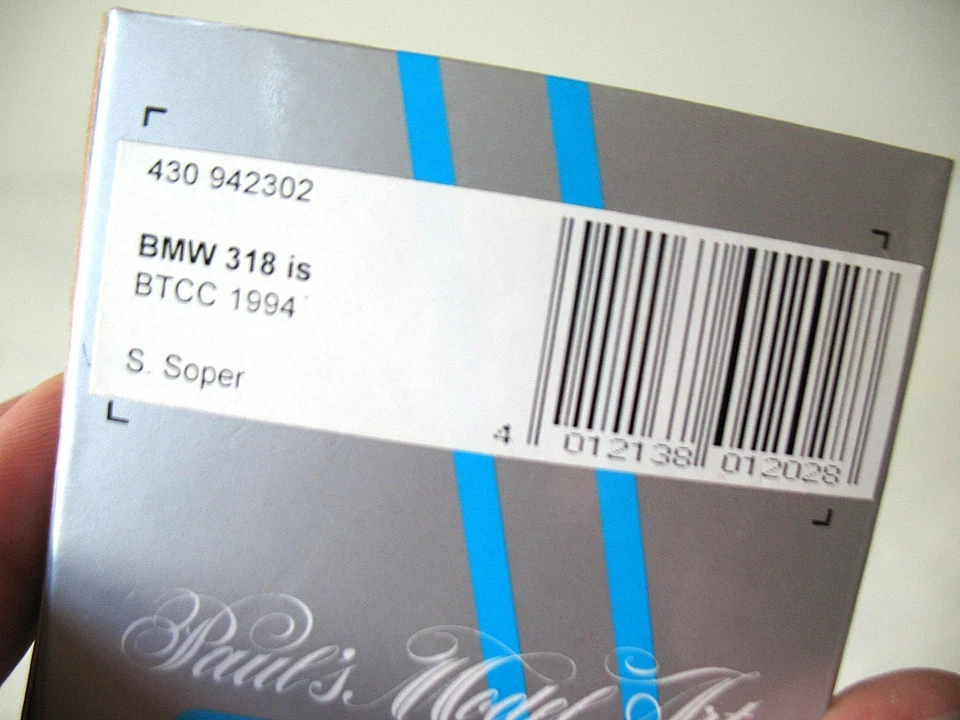 430 942302
BMW 318 is
BTCC 1994
S. Soper
4 012138 012028
Paul's Model Art